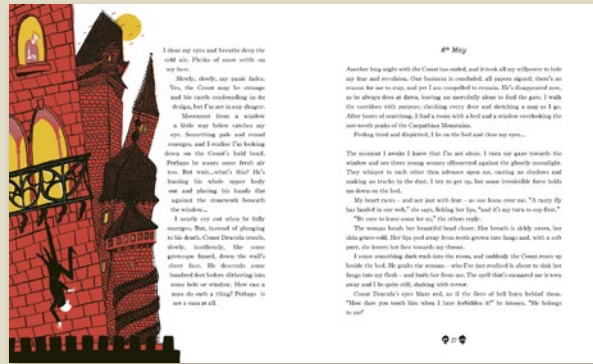 I close my eyes and breathe deep the
cold air. Flecks of snow settle on
my face.
Slowly, slowly, my panic fades.
Yes, the Count may be strange
and his castle confounding in its
design, but I'm not in any danger.
Movement from a window
a little way below catches my
eye. Something pale and round
emerges, and I realize I'm looking
down on the Count's bald head.
Perhaps he wants some fresh air
too. But wait...what's this? He's
leaning his whole upper body
out and placing his hands flat
against the stonework beneath
the window...
I nearly cry out when he fully
emerges. But, instead of plunging
to his death, Count Dracula crawls,
slowly, insidiously, like some
grotesque lizard, down the wall's
sheer face. He descends some
hundred feet before slithering into
some hole or window. How can a
man do such a thing? Perhaps he is
not a man at all.
6th May
Another long night with the Count has ended, and it took all my willpower to hide
my fear and revulsion. Our business is concluded, all papers signed; there's no
reason for me to stay, and yet I am compelled to remain. He's disappeared now,
as he always does at dawn, leaving me mercifully alone to foil the gate. I walk
the corridors with purpose, checking every door and sketching a map as I go.
After hours of searching, I find a room with a bed and a window overlooking the
saw-tooth peaks of the Carpathian Mountains.
Feeling tired and dispirited, I lie on the bed and close my eyes...
The moment I awake I know that I'm not alone. I turn my gaze towards the
window and see three young women silhouetted against the ghostly moonlight.
They whisper to each other then advance upon me, casting no shadows and
making no tracks in the dust. I try to get up, but some irresistible force holds
me down on the bed.
My heart races – and not just with fear – as one leans over me. "A tasty fly
has landed in our web," she says, licking her lips, "and it's my turn to sup first."
"Be sure to leave some for us," the others reply.
The woman bends her beautiful head closer. Her breath is sickly sweet, her
skin grave-cold. Her lips peel away from teeth grown into fangs and, with a soft
purr, she lowers her face towards my throat.
I sense something dark rush into the room, and suddenly the Count rears up
beside the bed. He grabs the woman – who I've just realized is about to sink her
fangs into my flesh – and hurls her from me. The spell that's ensnared me is torn
away and I lie quite still, shaking with terror.
Count Dracula's eyes blaze red, as if the fires of hell burn behind them.
"How dare you touch him when I have forbidden it!" he intones. "He belongs
to me!"
27